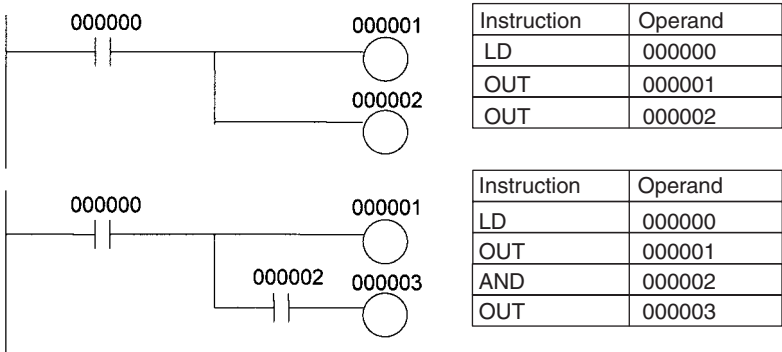 000000
000001
000002
Instruction Operand
LD 000000
OUT 000001
OUT 000002
000000
000001
000002
000003
Instruction Operand
LD 000000
OUT 000001
AND 000002
OUT 000003